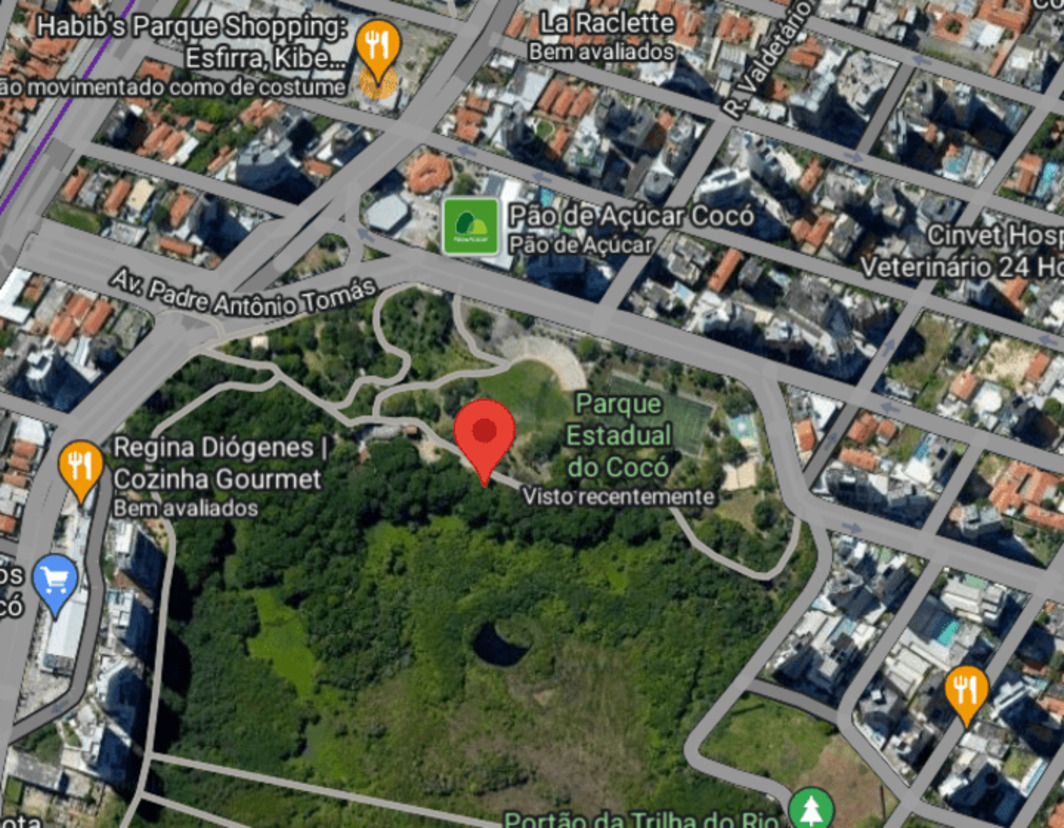 Habib's Parque Shopping:
Esfirra, Kibe...
ão movimentado como de costume
La Raclette
Bem avaliados
R. Valdetário
Pão de Açúcar Cocó
Pão de Açúcar
Cinvet Hosp
Veterinário 24 Ho
Av. Padre Antônio Tomás
Parque
Estadual
do Cocó
Visto recentemente
Regina Diógenes |
Cozinha Gourmet
Bem avaliados
os
có
Portão da Trilha do Rio
ota